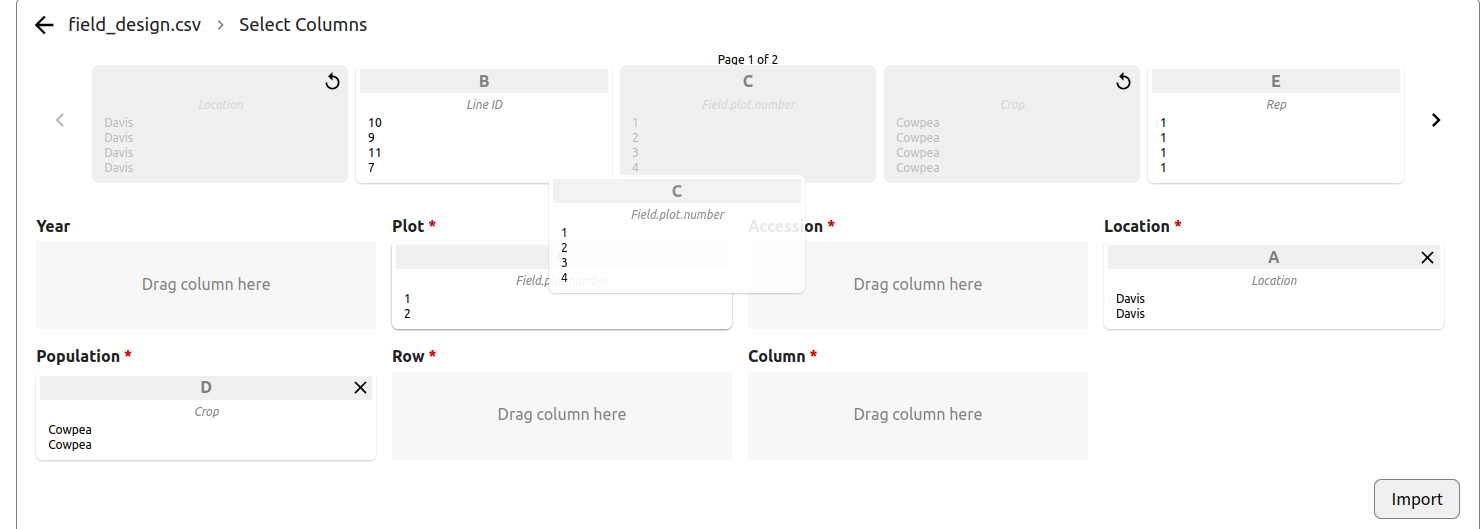 field_design.csv > Select Columns
Page 1 of 2
Location
Davis
Davis
Davis
Davis
B
Line ID
10
9
11
7
C
Field.plot.number
1
2
3
4
Crop
Cowpea
Cowpea
Cowpea
Cowpea
E
Rep
1
1
1
1
C
Field.plot.number
1
2
3
4
Year
Drag column here
Plot *
Field.plot.number
1
2
Accession *
Drag column here
Location *
A
Location
Davis
Davis
Population *
D
Crop
Cowpea
Cowpea
Row *
Drag column here
Column *
Drag column here
Import